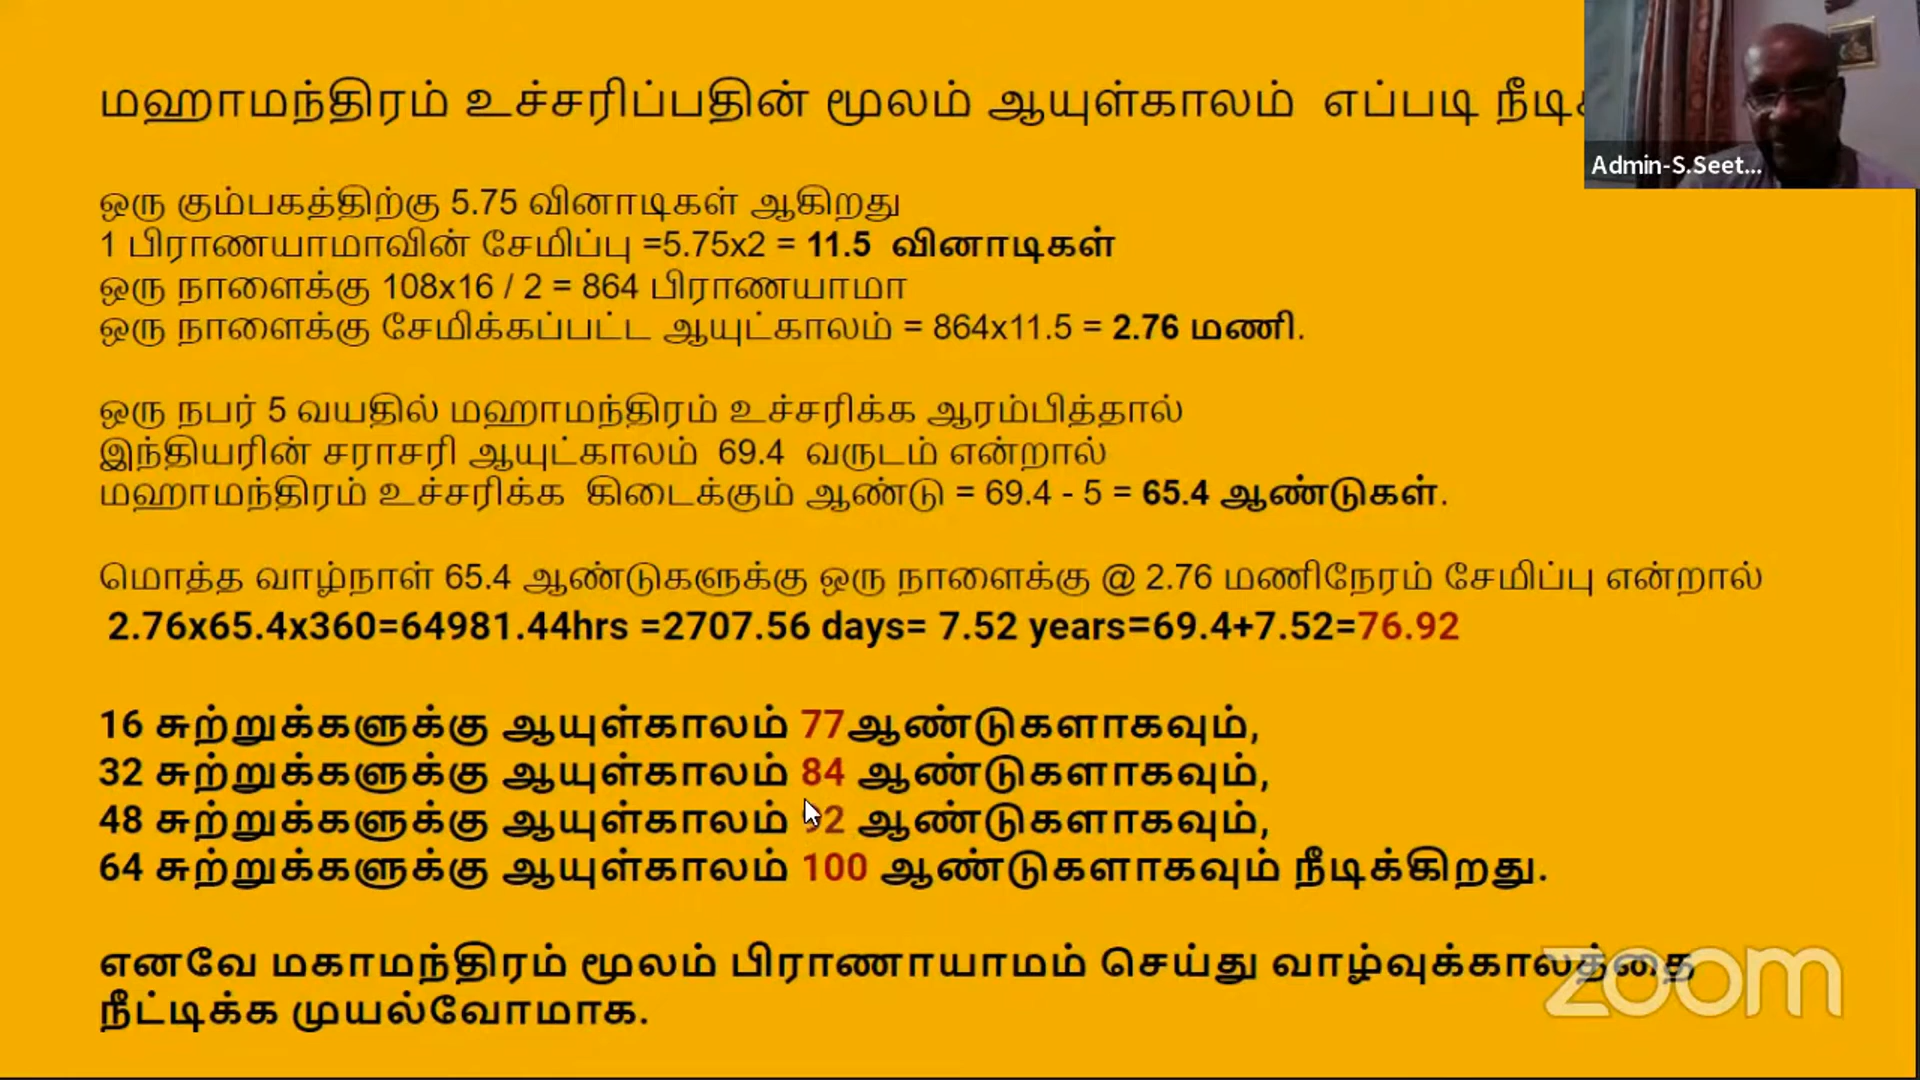 மஹாமந்திரம் உச்சரிப்பதின் மூலம் ஆயுள்காலம் எப்படி
Admin-S.Seet...
ஒரு கும்பகத்திற்கு 5.75 வினாடிகள் ஆகிறது
1 பிராணயாமாவின் சேமிப்பு =5.75x2 = 11.5 வினாடிகள்
ஒரு நாளைக்கு 108x16 / 2 = 864 பிராணயாமா
ஒரு நாளைக்கு சேமிக்கப்பட்ட ஆயுட்காலம் = 864x11.5 = 2.76 மணி.
ஒரு நபர் 5 வயதில் மஹாமந்திரம் உச்சரிக்க ஆரம்பித்தால்
இந்தியரின் சராசரி ஆயுட்காலம் 69.4 வருடம் என்றால்
மஹாமந்திரம் உச்சரிக்க கிடைக்கும் ஆண்டு = 69.4 - 5 = 65.4 ஆண்டுகள்.
மொத்த வாழ்நாள் 65.4 ஆண்டுகளுக்கு ஒரு நாளைக்கு @ 2.76 மணிநேரம் சேமிப்பு என்றால்
2.76x65.4x360=64981.44hrs =2707.56 days= 7.52 years=69.4+7.52=76.92
16 சுற்றுக்களுக்கு ஆயுள்காலம் 77ஆண்டுகளாகவும்,
32 சுற்றுக்களுக்கு ஆயுள்காலம் 84 ஆண்டுகளாகவும்,
48 சுற்றுக்களுக்கு ஆயுள்காலம் 92 ஆண்டுகளாகவும்,
64 சுற்றுக்களுக்கு ஆயுள்காலம் 100 ஆண்டுகளாகவும் நீடிக்கிறது.
எனவே மகாமந்திரம் மூலம் பிராணாயாமம் செய்து வாழ்வுக்காலத்தை
நீட்டிக்க முயல்வோமாக.
zoom